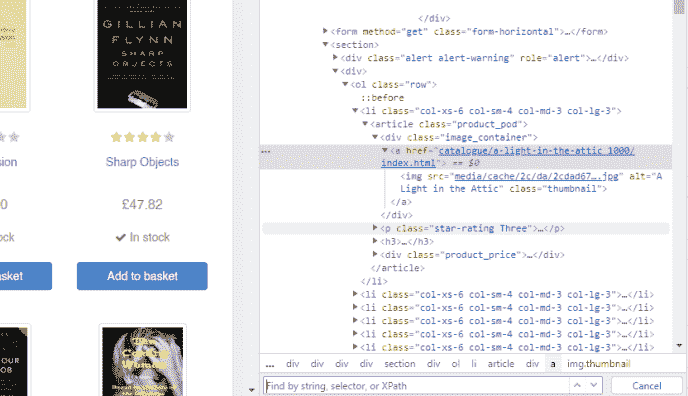 GILLIAN
FLYNN
SHARP
OBJECTS
sion
Sharp Objects
0
£47.82
ock
In stock
sket
Add to basket
OUR
OB
The
Coming
Woman
</div>
<form method="get" class="form-horizontal">…</form>
<section>
<div class="alert alert-warning" role="alert">…</div>
<div>
<ol class="row">
::before
<li class="col-xs-6 col-sm-4 col-md-3 col-lg-3">
<article class="product_pod">
<div class="image_container">
… <a href="catalogue/a-light-in-the-attic 1000/
index.html"> == $0
<img src="media/cache/2c/da/2cdad67….jpg" alt="A
Light in the Attic" class="thumbnail">
</a>
</div>
<p class="star-rating Three">…</p>
<h3>…</h3>
<div class="product_price">…</div>
</article>
</li>
<li class="col-xs-6 col-sm-4 col-md-3 col-lg-3">…</li>
<li class="col-xs-6 col-sm-4 col-md-3 col-lg-3">…</li>
<li class="col-xs-6 col-sm-4 col-md-3 col-lg-3">…</li>
<li class="col-xs-6 col-sm-4 col-md-3 col-lg-3">…</li>
<li class="col-xs-6 col-sm-4 col-md-3 col-lg-3">…</li>
… div div div div section div ol li article div a img.thumbnail
Find by string, selector, or XPath
Cancel